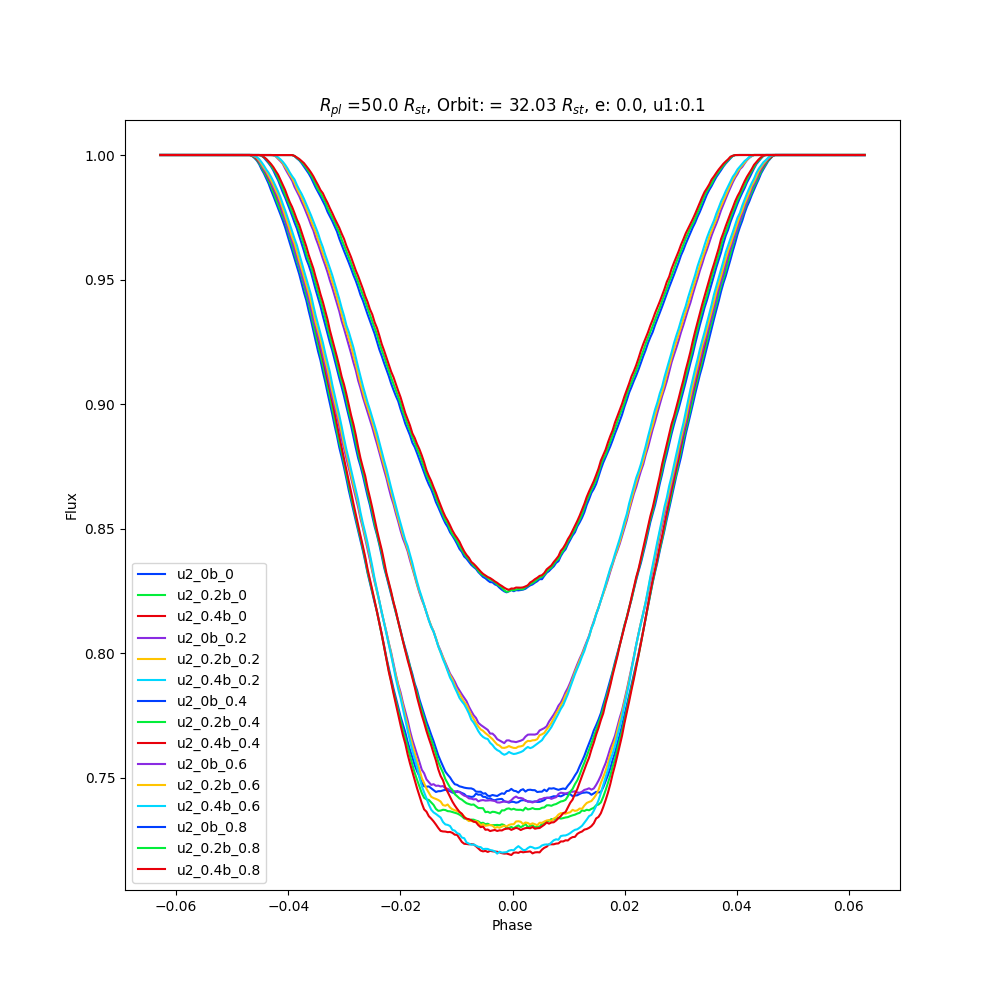 R_pl =50.0 R_st, Orbit: = 32.03 R_st, e: 0.0, u1:0.1
1.00
0.95
0.90
0.85
0.80
0.75
Flux
u2_0b_0
u2_0.2b_0
u2_0.4b_0
u2_0b_0.2
u2_0.2b_0.2
u2_0.4b_0.2
u2_0b_0.4
u2_0.2b_0.4
u2_0.4b_0.4
u2_0b_0.6
u2_0.2b_0.6
u2_0.4b_0.6
u2_0b_0.8
u2_0.2b_0.8
u2_0.4b_0.8
−0.06 −0.04 −0.02 0.00 0.02 0.04 0.06
Phase